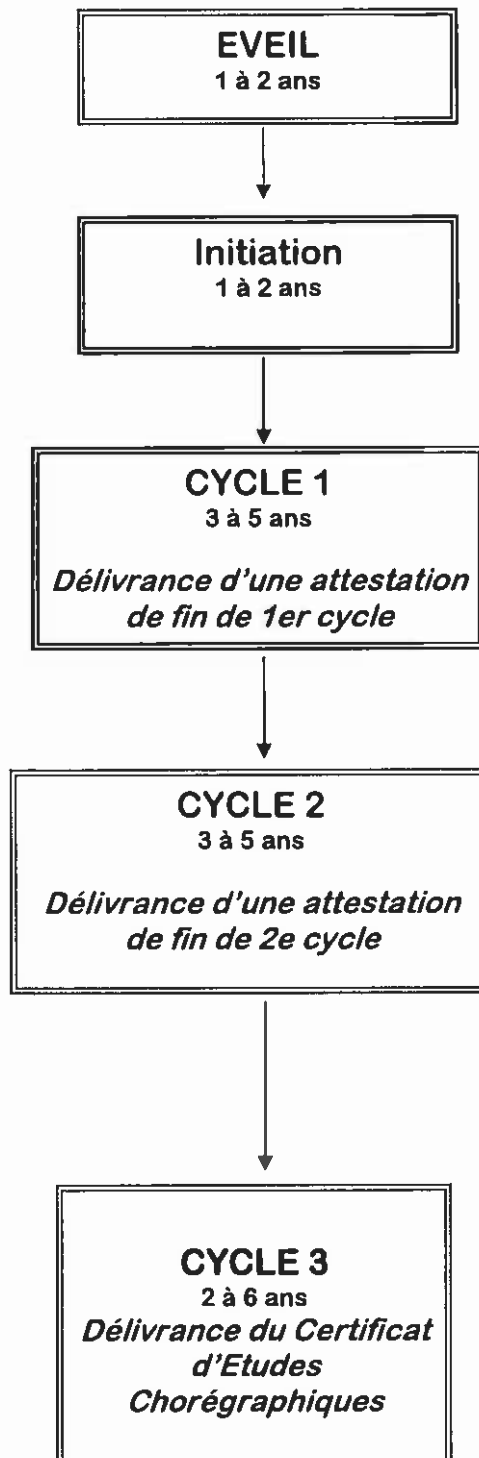 EVEIL
1 à 2 ans
Initiation
1 à 2 ans
CYCLE 1
3 à 5 ans
Délivrance d'une attestation
de fin de 1er cycle
CYCLE 2
3 à 5 ans
Délivrance d'une attestation
de fin de 2e cycle
CYCLE 3
2 à 6 ans
Délivrance du Certificat
d'Etudes
Chorégraphiques